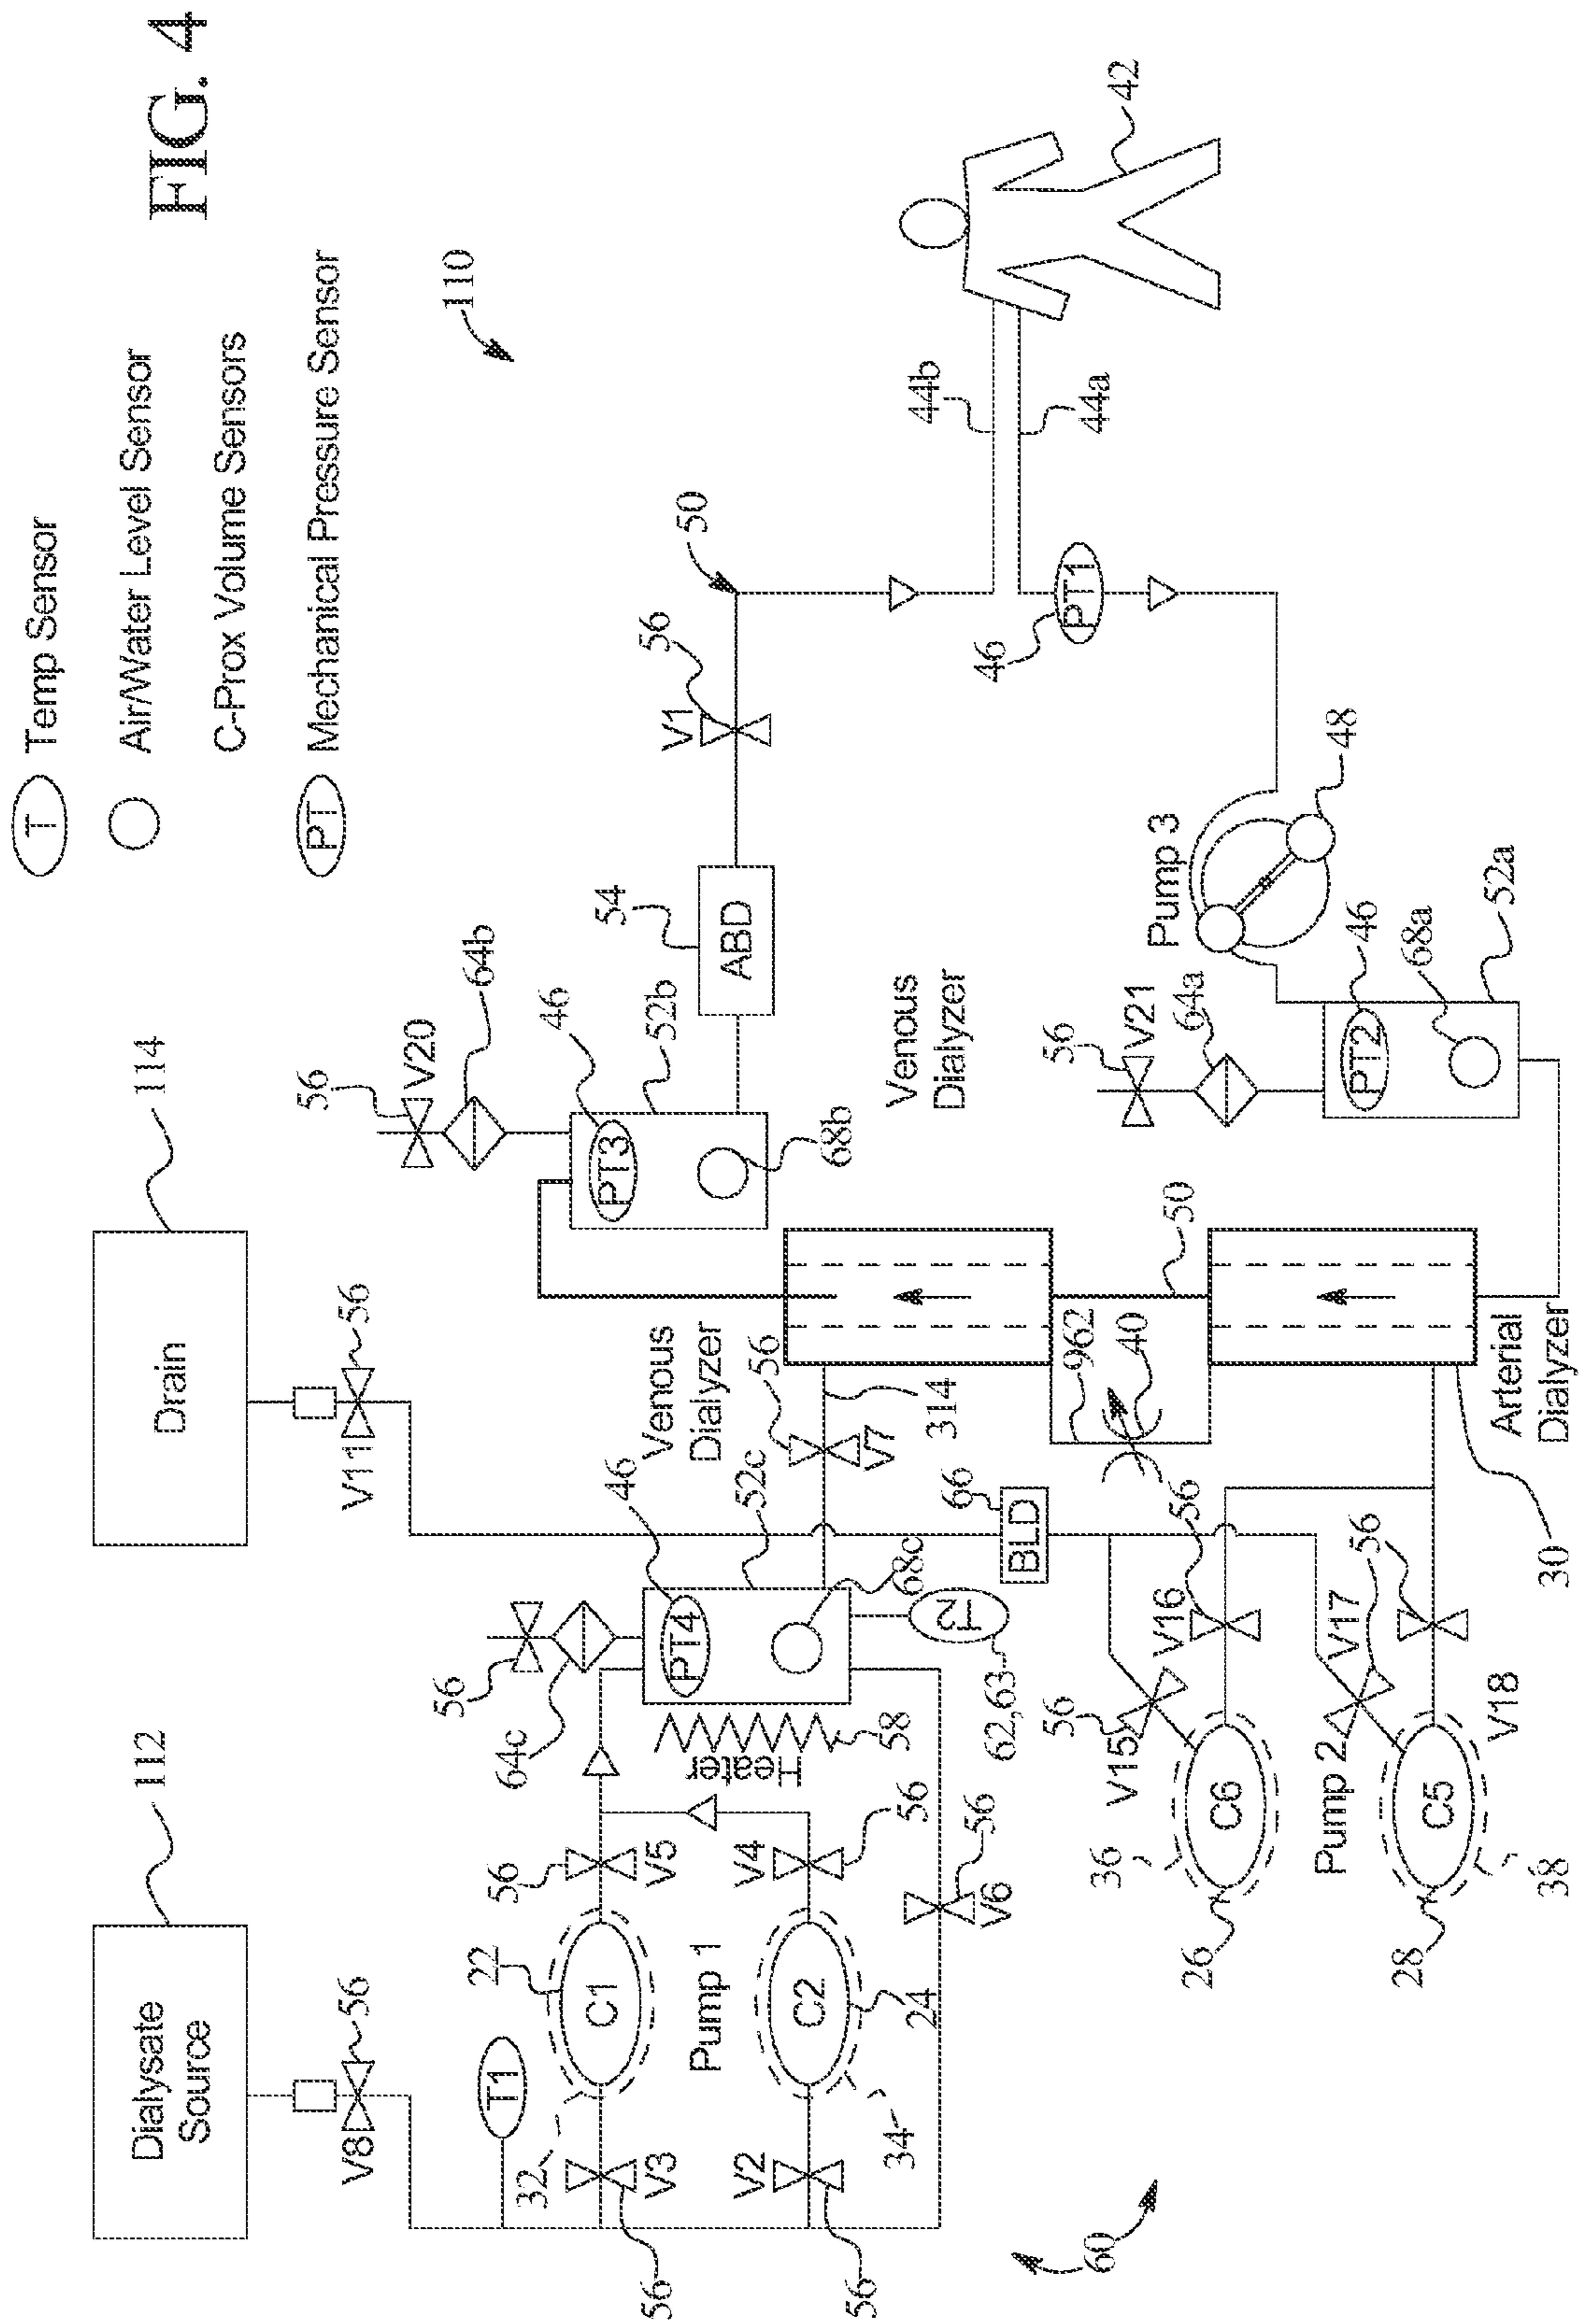 FIG. 4
T Temp Sensor
Air/Water Level Sensor
C-Prox Volume Sensors
PT Mechanical Pressure Sensor
110
112
Dialysate
Source
V8
56
114
Drain
V11
56
T1
32
22
C1
V3
56
56
V5
Pump 1
V2
56
C2
34
24
V4
56
V6
56
60
64c
56
46
PT4
52c
68c
Heater
58
T2
62,63
Venous
Dialyzer
56
V7
314
66
BLD
962
40
50
56
V20
64b
46
PT3
52b
68b
54
ABD
V1
56
50
44b
44a
42
46
PT1
Venous
Dialyzer
Pump 3
48
56
V21
64a
46
PT2
68a
52a
56
V15
V16
56
36
C6
26
Pump 2
V17
56
C5
V18
38
28
30
Arterial
Dialyzer